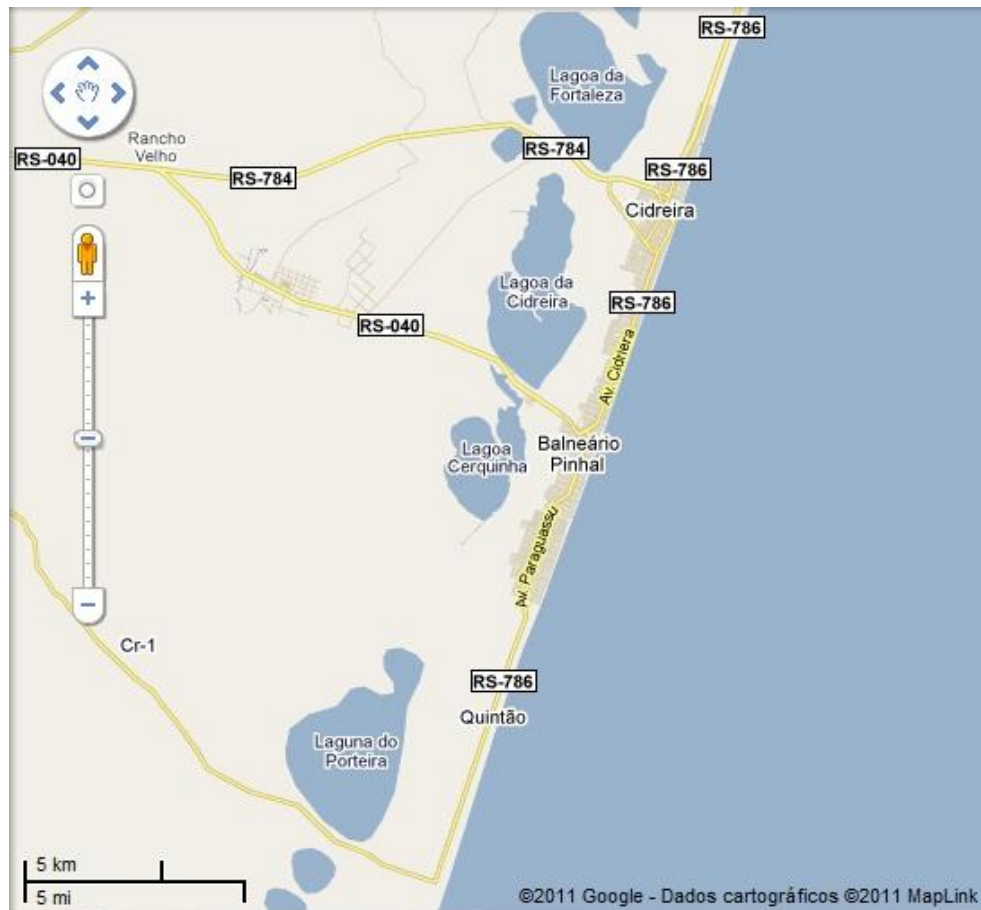 RS-786
Lagoa da
Fortaleza
Rancho
Velho
RS-040
RS-784
RS-784
RS-786
Cidreira
Lagoa da
Cidreira
RS-786
RS-040
Av. Cidriera
Balneário
Pinhal
Lagoa
Cerquinha
Av. Paraguassu
Cr-1
RS-786
Quintão
Laguna do
Porteira
5 km
5 mi
©2011 Google - Dados cartográficos ©2011 MapLink